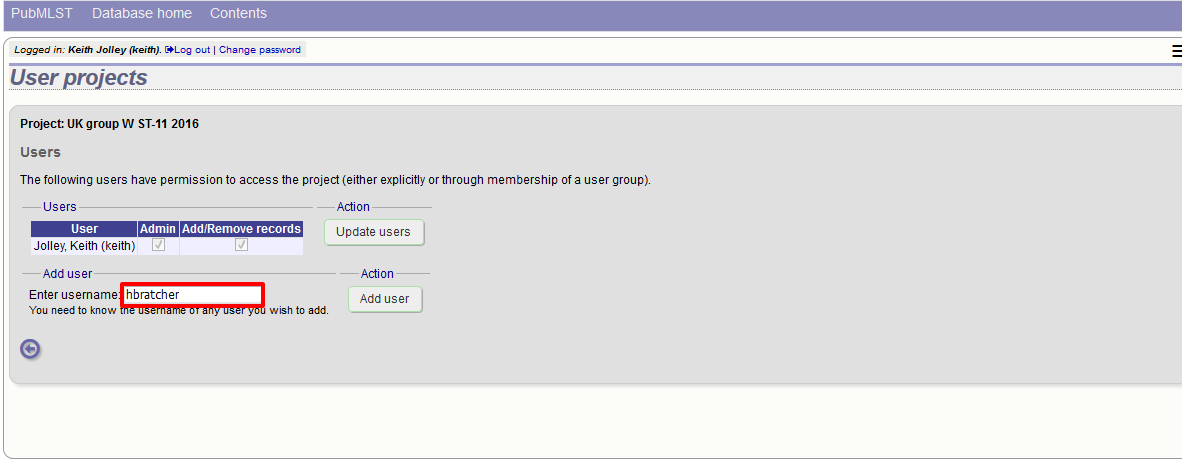 PubMLST Database home Contents
Logged in: Keith Jolley (keith). Log out | Change password
User projects
Project: UK group W ST-11 2016
Users
The following users have permission to access the project (either explicitly or through membership of a user group).
Users Action
User Admin Add/Remove records
Update users
Jolley, Keith (keith)
Add user Action
Enter username: hbratcher
Add user
You need to know the username of any user you wish to add.